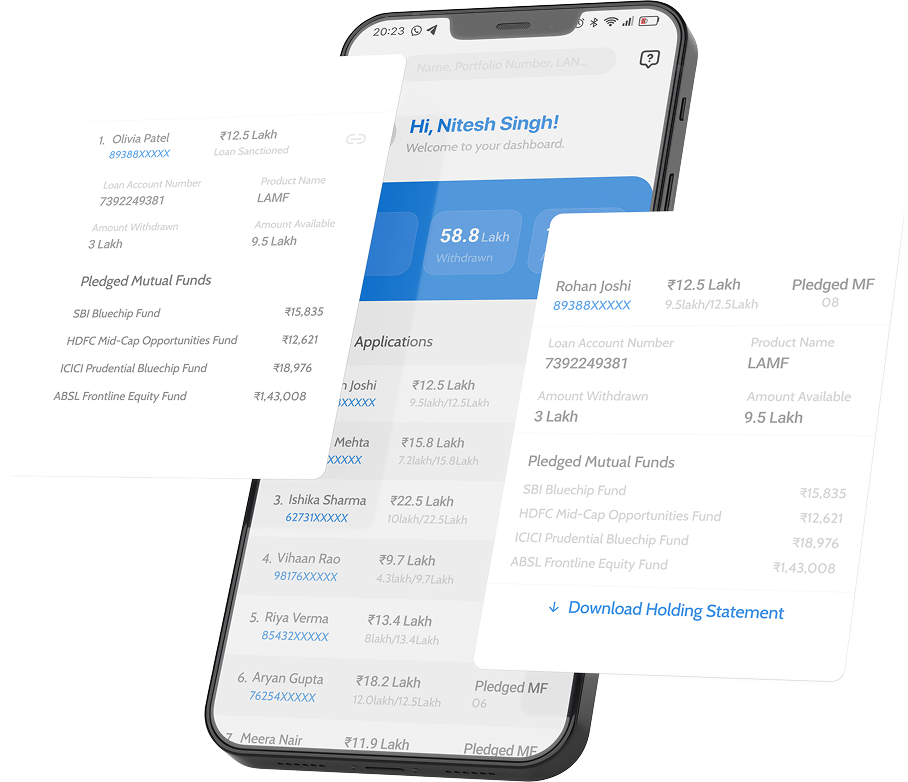 20:23
Name, Portfolio Number, LAN...
Hi, Nitesh Singh!
Welcome to your dashboard.
58.8 Lakh
Withdrawn
Applications
Joshi ₹12.5 Lakh
XXXXX 9.5lakh/12.5Lakh
Mehta ₹15.8 Lakh
XXXXX 7.2lakh/15.8Lakh
3. Ishika Sharma ₹22.5 Lakh
62731XXXXX 10lakh/22.5Lakh
4. Vihaan Rao ₹9.7 Lakh
98176XXXXX 4.3lakh/9.7Lakh
5. Riya Verma ₹13.4 Lakh
85432XXXXX 8lakh/13.4Lakh
6. Aryan Gupta ₹18.2 Lakh Pledged MF
76254XXXXX 12.0lakh/12.5Lakh 06
7. Meera Nair ₹11.9 Lakh Pledged MF
1. Olivia Patel ₹12.5 Lakh
89388XXXXX Loan Sanctioned
Loan Account Number Product Name
7392249381 LAMF
Amount Withdrawn Amount Available
3 Lakh 9.5 Lakh
Pledged Mutual Funds
SBI Bluechip Fund ₹15,835
HDFC Mid-Cap Opportunities Fund ₹12,621
ICICI Prudential Bluechip Fund ₹18,976
ABSL Frontline Equity Fund ₹1,43,008
Rohan Joshi ₹12.5 Lakh Pledged MF
89388XXXXX 9.5lakh/12.5Lakh 08
Loan Account Number Product Name
7392249381 LAMF
Amount Withdrawn Amount Available
3 Lakh 9.5 Lakh
Pledged Mutual Funds
SBI Bluechip Fund ₹15,835
HDFC Mid-Cap Opportunities Fund ₹12,621
ICICI Prudential Bluechip Fund ₹18,976
ABSL Frontline Equity Fund ₹1,43,008
Download Holding Statement